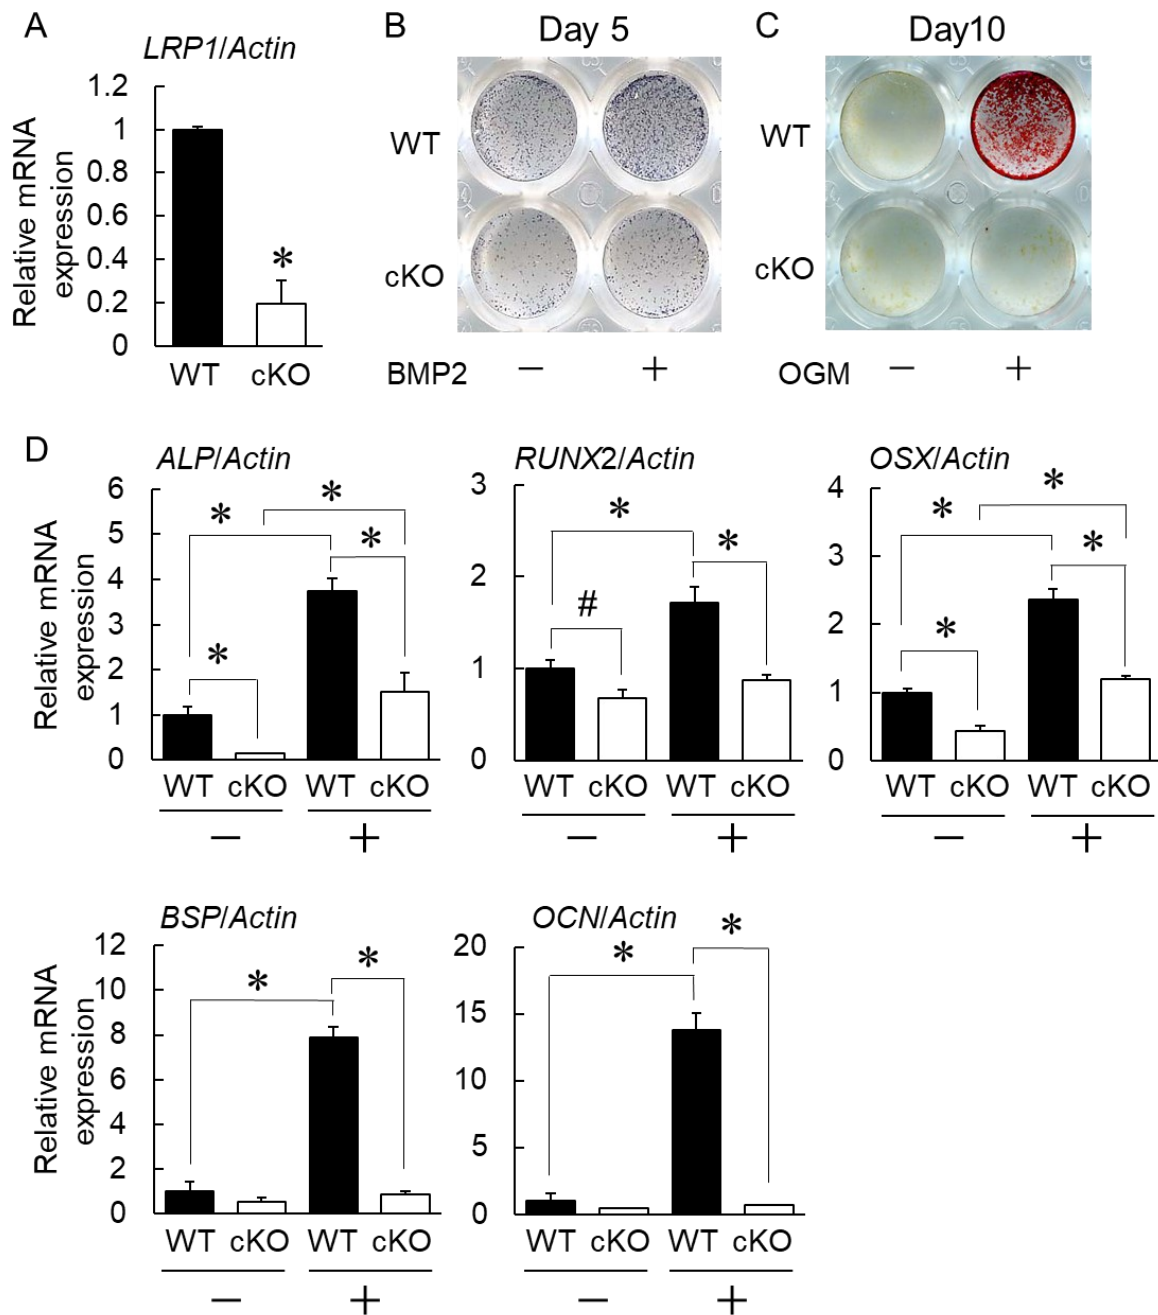 A
LRP1/Actin
Relative mRNA
expression
1.2
1
0.8
0.6
0.4
0.2
0
*
WT
cKO
B
Day 5
WT
cKO
BMP2
−
+
C
Day10
WT
cKO
OGM
−
+
D
ALP/Actin
Relative mRNA
expression
6
5
4
3
2
1
0
*
*
*
*
WT cKO WT cKO
−
+
RUNX2/Actin
3
2
1
0
*
*
#
WT cKO WT cKO
−
+
OSX/Actin
4
3
2
1
0
*
*
*
*
WT cKO WT cKO
−
+
BSP/Actin
Relative mRNA
expression
12
10
8
6
4
2
0
*
*
WT cKO WT cKO
−
+
OCN/Actin
20
15
10
5
0
*
*
WT cKO WT cKO
−
+